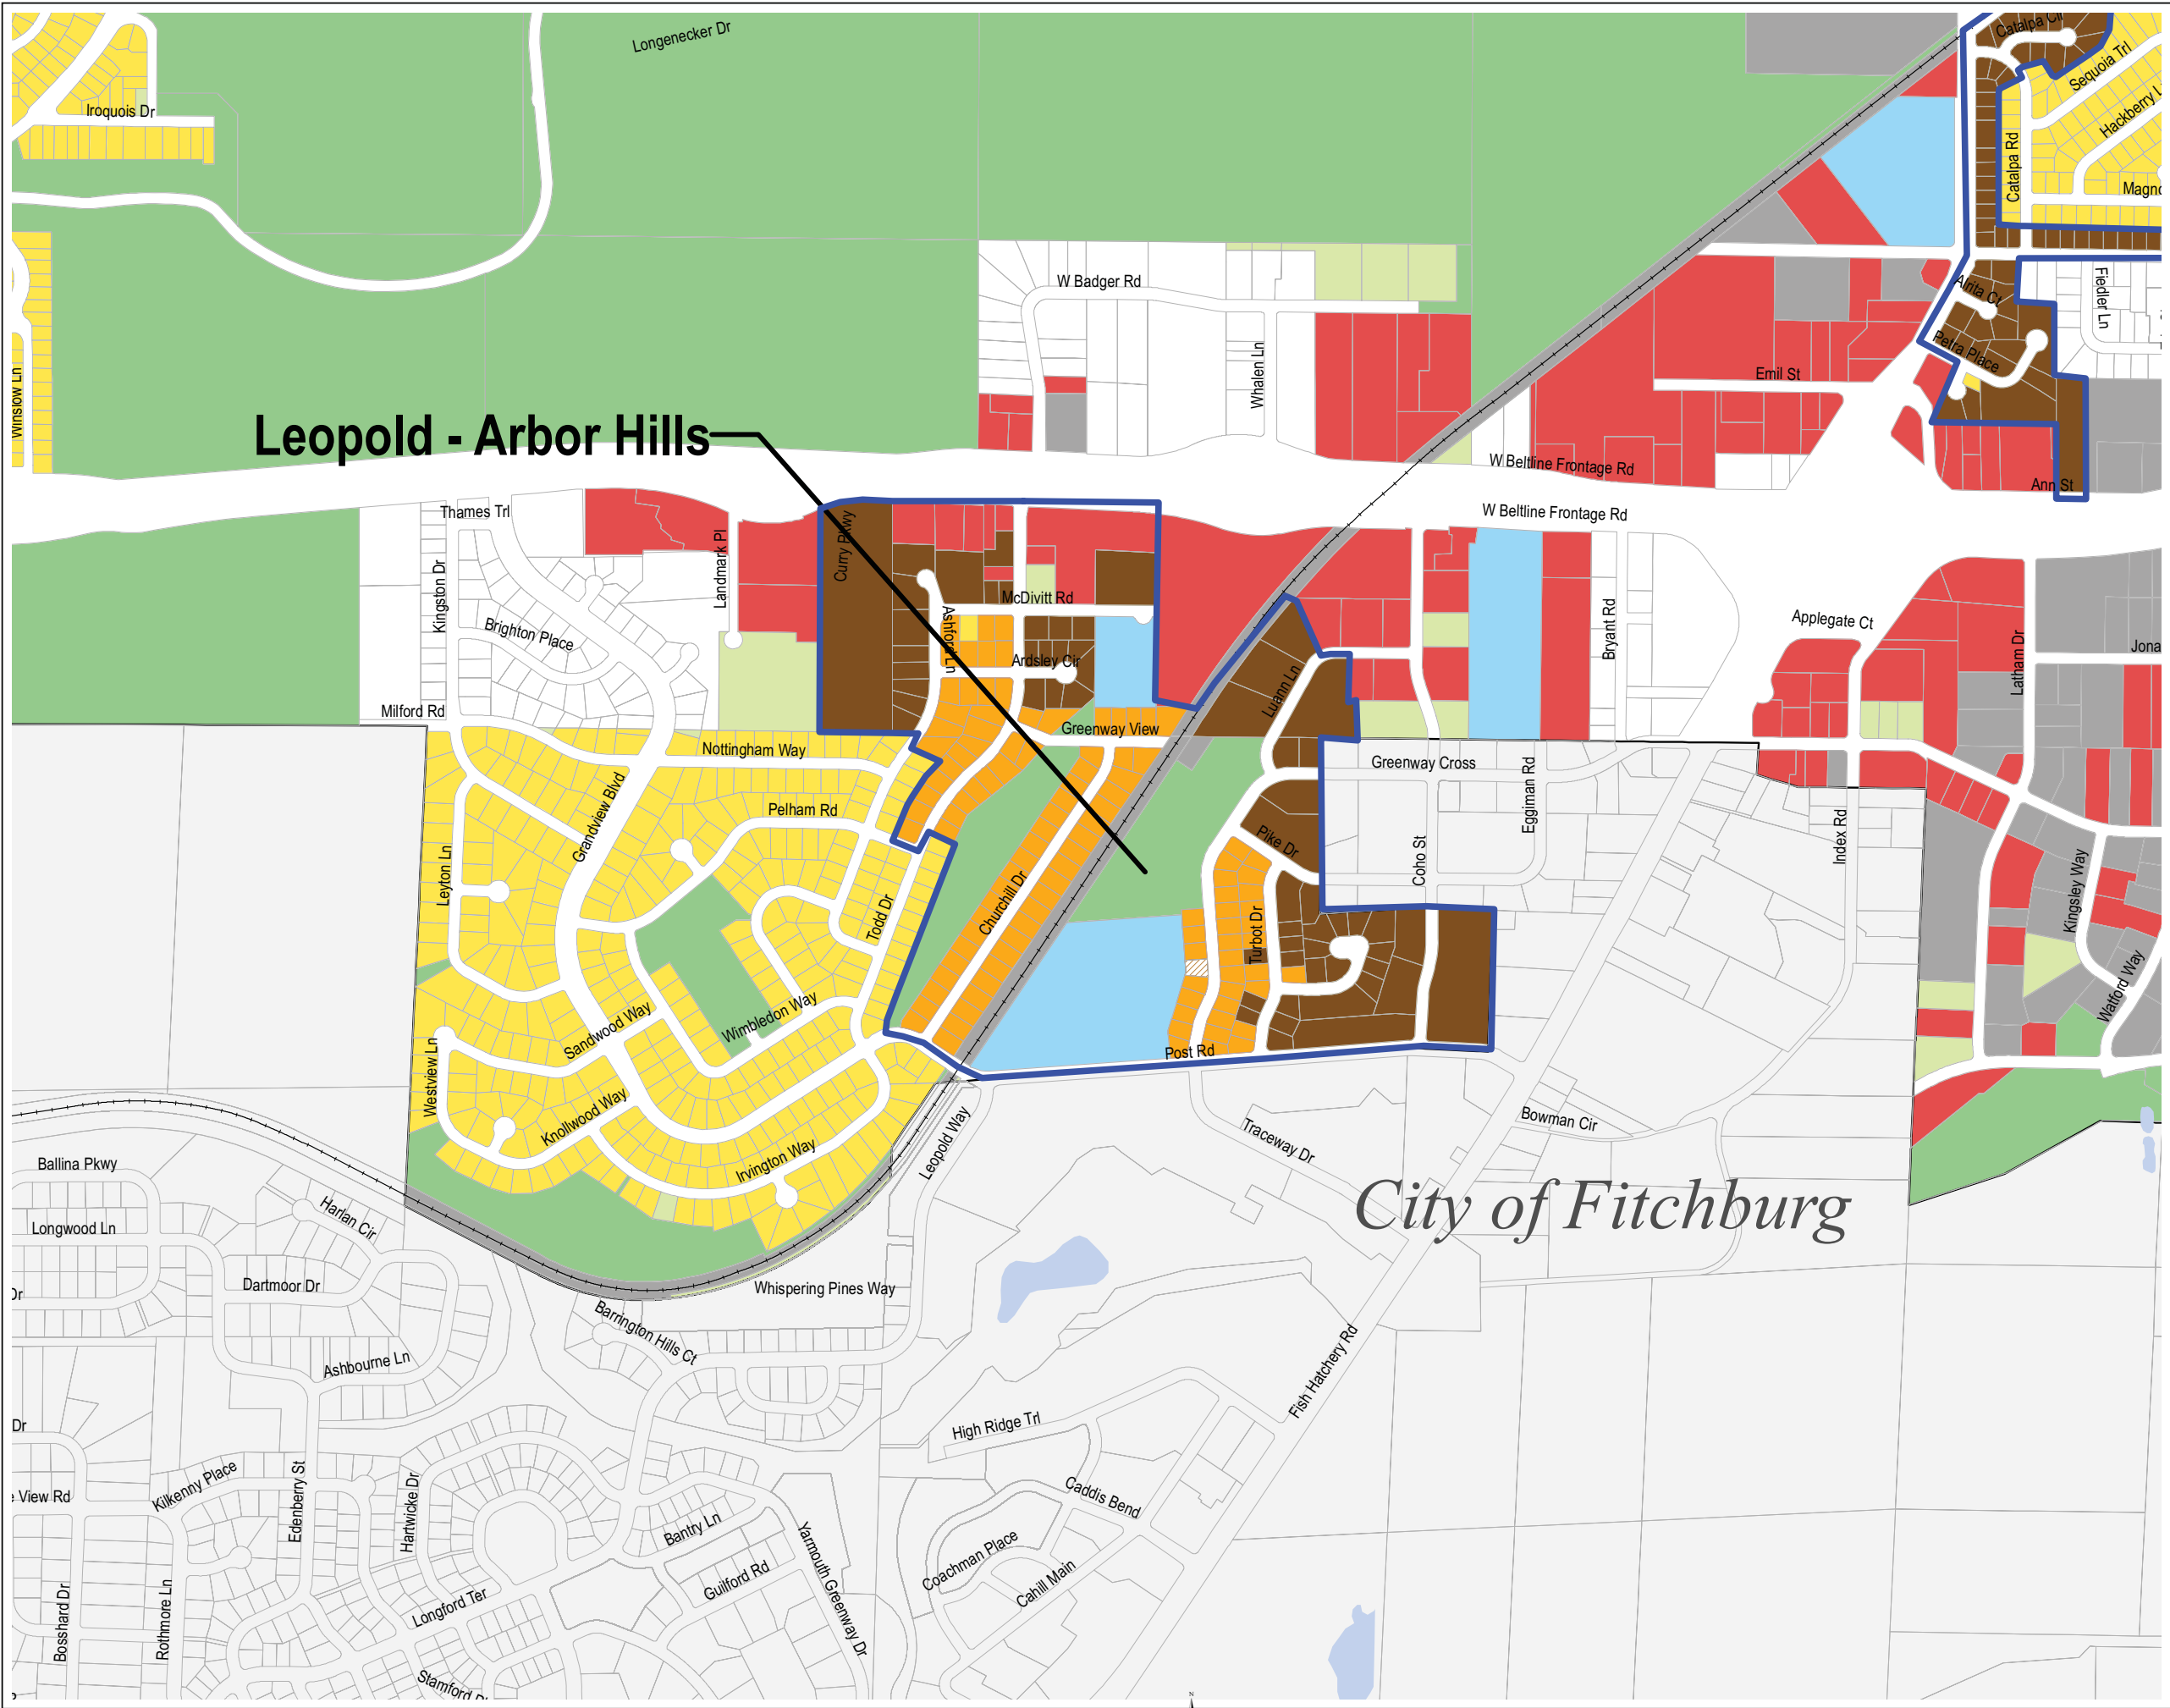 Longenecker Dr
Catalpa Cir
Sequoia Trl
Hackberry L
Iroquois Dr
Catalpa Rd
Magno
W Badger Rd
Fiedler Ln
Alrita Ct
Petra Place
Whalen Ln
Emil St
Winslow Ln
Leopold - Arbor Hills
W Beltline Frontage Rd
Ann St
Thames Trl
W Beltline Frontage Rd
Curry Pkwy
Landmark Pl
Kingston Dr
McDivitt Rd
Applegate Ct
Brighton Place
Ashford Ln
Bryant Rd
Latham Dr
Jona
Ardsley Cir
Luann Ln
Milford Rd
Greenway View
Nottingham Way
Greenway Cross
Grandview Blvd
Pelham Rd
Eggiman Rd
Index Rd
Pike Dr
Coho St
Leyton Ln
Churchill Dr
Kingsley Way
Todd Dr
Turbot Dr
Watford Way
Wimbledon Way
Sandwood Way
Post Rd
Westview Ln
Knollwood Way
Leopold Way
Traceway Dr
Bowman Cir
Ballina Pkwy
Irvington Way
City of Fitchburg
Longwood Ln
Harlan Cir
Dartmoor Dr
Dr
Whispering Pines Way
Barrington Hills Ct
Ashbourne Ln
Fish Hatchery Rd
Dr
High Ridge Trl
Kilkenny Place
View Rd
Edenberry St
Hartwicke Dr
Caddis Bend
Bantry Ln
Yarmouth Greenway Dr
Coachman Place
Cahill Main
Guilford Rd
Bosshard Dr
Rothmore Ln
Longford Ter
Stamford
N